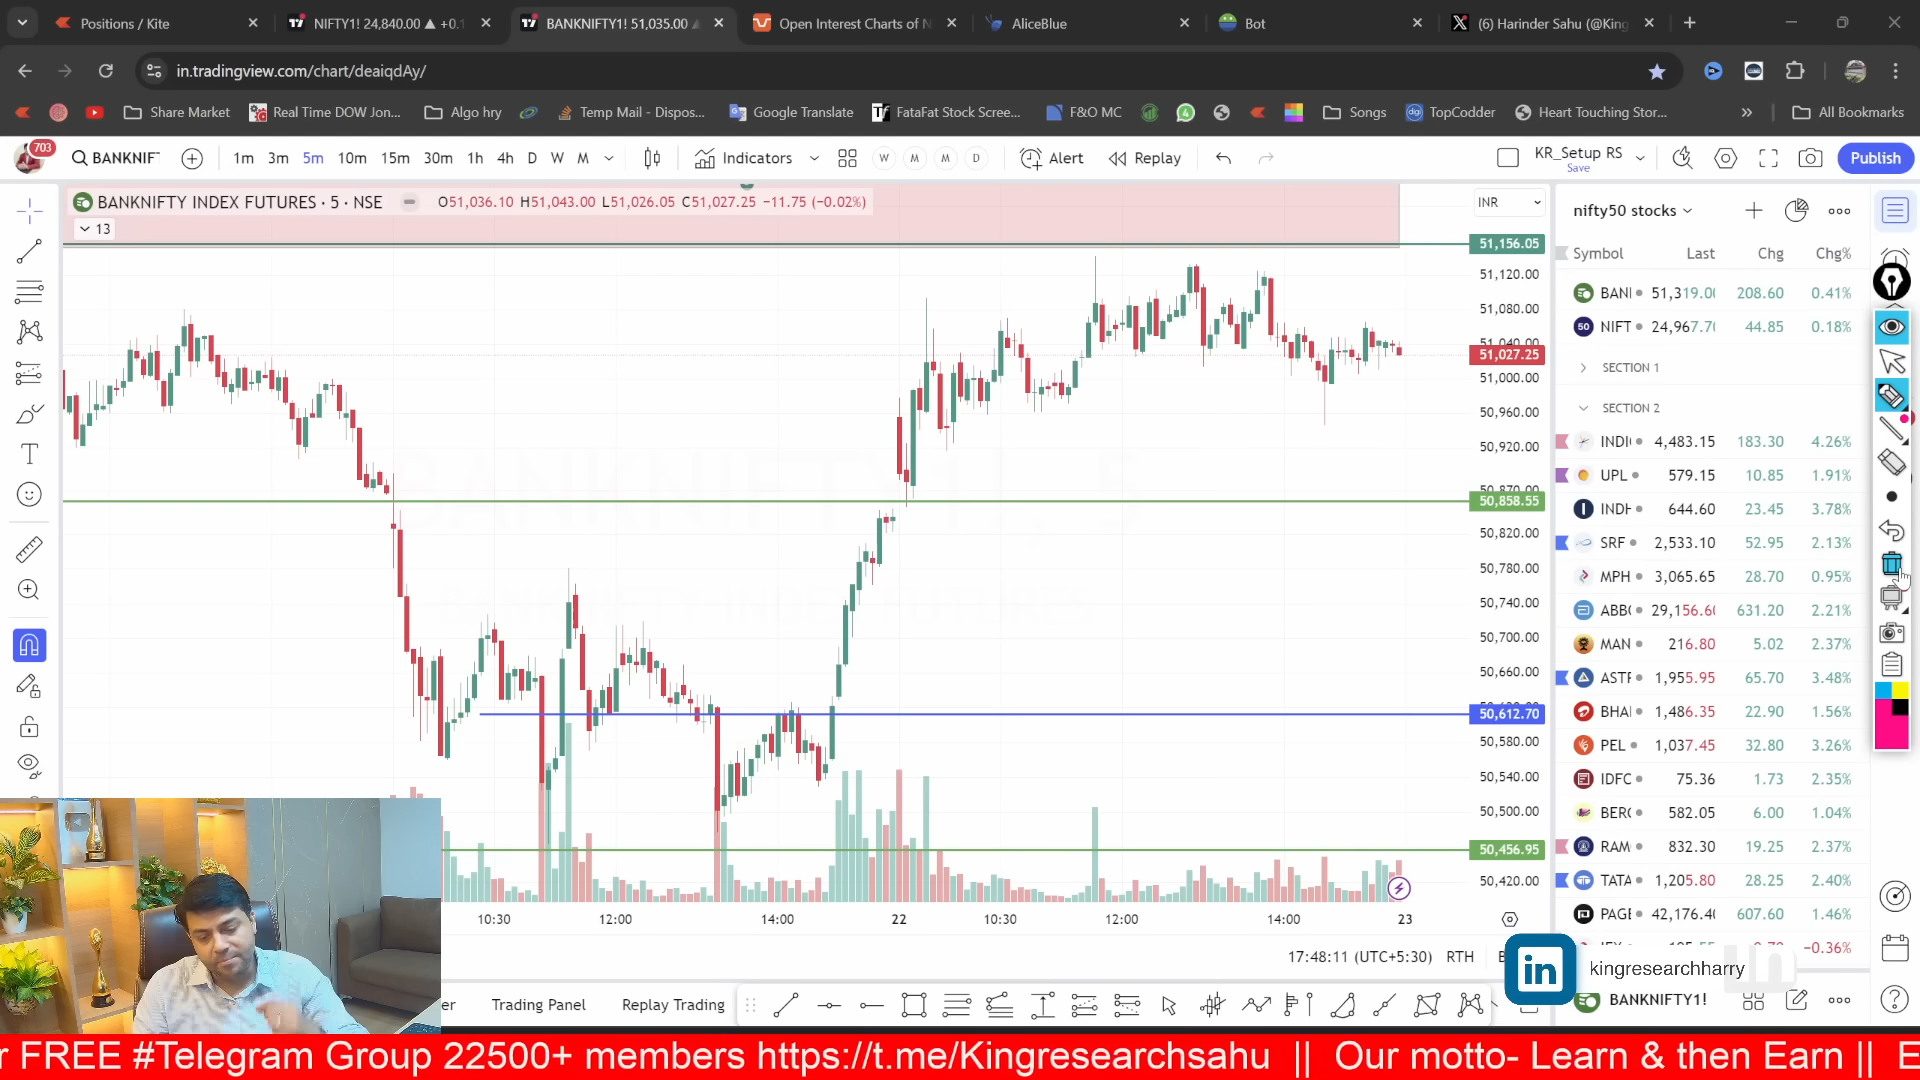 Positions / Kite
NIFTY1! 24,840.00 ▲ +0.1
BANKNIFTY1! 51,035.00
Open Interest Charts of N
AliceBlue
Bot
(6) Harinder Sahu (@King
in.tradingview.com/chart/deaiqdAy/
Share Market
Real Time DOW Jon...
Algo hry
Temp Mail - Dispos...
Google Translate
FataFat Stock Scree...
F&O MC
Songs
TopCodder
Heart Touching Stor...
All Bookmarks
703
BANKNIF
1m 3m 5m 10m 15m 30m 1h 4h D W M
Indicators
W M M D
Alert
Replay
KR_Setup RS
Save
Publish
BANKNIFTY INDEX FUTURES · 5 · NSE
O51,036.10 H51,043.00 L51,026.05 C51,027.25 −11.75 (−0.02%)
13
INR
51,156.05
51,120.00
51,080.00
51,027.25
51,000.00
50,960.00
50,920.00
50,858.55
50,820.00
50,780.00
50,740.00
50,700.00
50,660.00
50,612.70
50,580.00
50,540.00
50,500.00
50,456.95
50,420.00
10:30 12:00 14:00 22 10:30 12:00 14:00 23
17:48:11 (UTC+5:30) RTH
nifty50 stocks
Symbol Last Chg Chg%
BANI 51,319.00 208.60 0.41%
NIFT 24,967.70 44.85 0.18%
SECTION 1
SECTION 2
INDI 4,483.15 183.30 4.26%
UPL 579.15 10.85 1.91%
INDH 644.60 23.45 3.78%
SRF 2,533.10 52.95 2.13%
MPH 3,065.65 28.70 0.95%
ABB 29,156.60 631.20 2.21%
MAN 216.80 5.02 2.37%
ASTF 1,955.95 65.70 3.48%
BHAI 1,486.35 22.90 1.56%
PEL 1,037.45 32.80 3.26%
IDFC 75.36 1.73 2.35%
BERG 582.05 6.00 1.04%
RAM 832.30 19.25 2.37%
TATA 1,205.80 28.25 2.40%
PAGE 42,176.40 607.60 1.46%
−0.36%
in
kingresearchharry
BANKNIFTY1!
Trading Panel
Replay Trading
r FREE #Telegram Group 22500+ members https://t.me/Kingresearchsahu || Our motto- Learn & then Earn || E